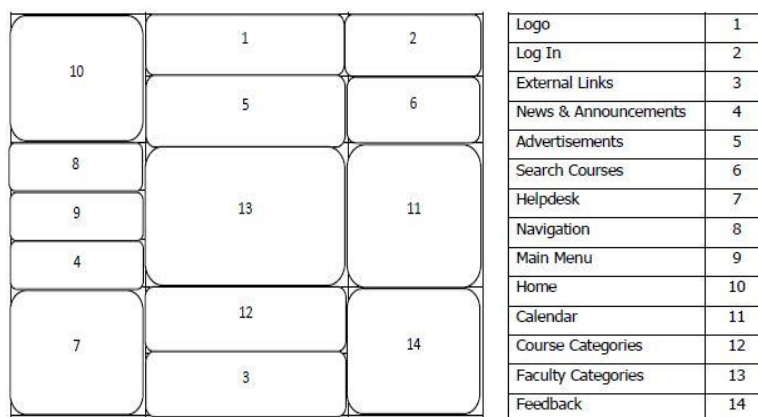 10
1
2
5
6
8
9
4
13
11
7
12
3
14
Logo 1
Log In 2
External Links 3
News & Announcements 4
Advertisements 5
Search Courses 6
Helpdesk 7
Navigation 8
Main Menu 9
Home 10
Calendar 11
Course Categories 12
Faculty Categories 13
Feedback 14